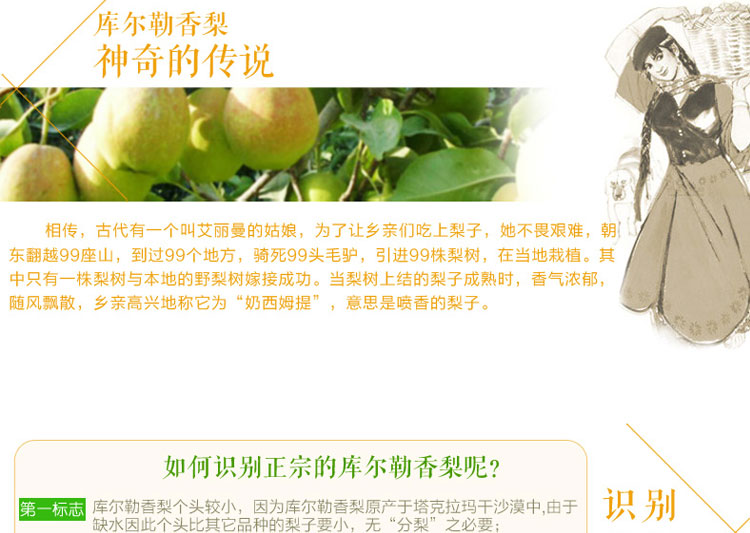 库尔勒香梨
神奇的传说
相传，古代有一个叫艾丽曼的姑娘，为了让乡亲们吃上梨子，她不畏艰难，朝
东翻越99座山，到过99个地方，骑死99头毛驴，引进99株梨树，在当地栽植。其
中只有一株梨树与本地的野梨树嫁接成功。当梨树上结的梨子成熟时，香气浓郁，
随风飘散，乡亲高兴地称它为“奶西姆提”，意思是喷香的梨子。
如何识别正宗的库尔勒香梨呢?
第一标志
库尔勒香梨个头较小，因为库尔勒香梨原产于塔克拉玛干沙漠中,由于
缺水因此个头比其它品种的梨子要小，无“分梨”之必要；
识别